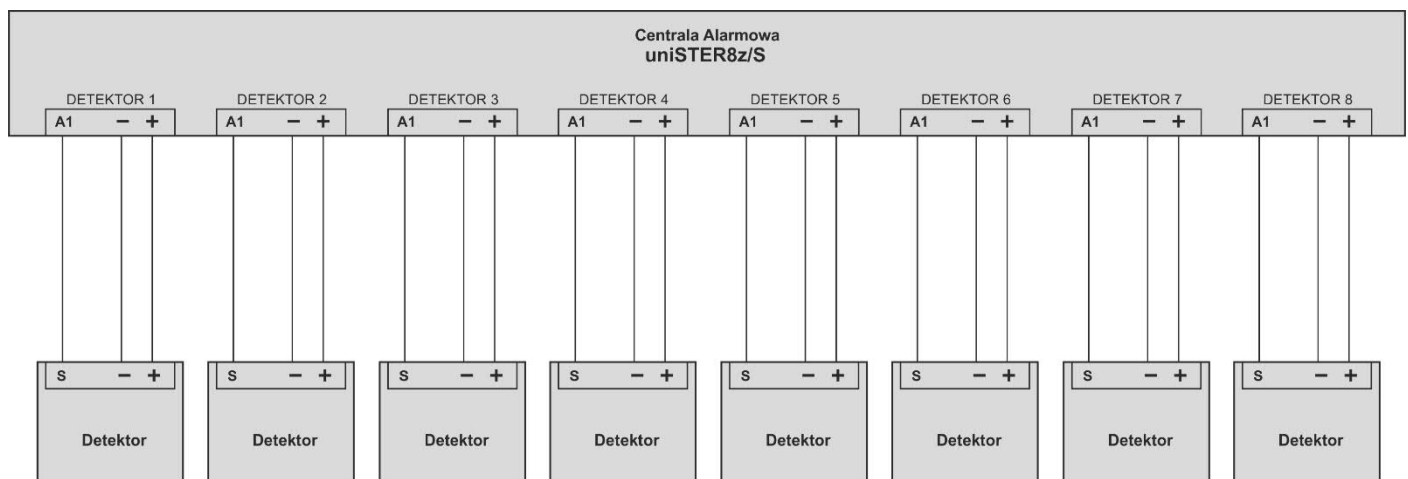 Centrala Alarmowa
uniSTER8z/S
DETEKTOR 1 DETEKTOR 2 DETEKTOR 3 DETEKTOR 4 DETEKTOR 5 DETEKTOR 6 DETEKTOR 7 DETEKTOR 8
A1 − + A1 − + A1 − + A1 − + A1 − + A1 − + A1 − + A1 − +
S − + S − + S − + S − + S − + S − + S − + S − +
Detektor Detektor Detektor Detektor Detektor Detektor Detektor Detektor